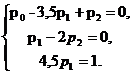 p₀-3,5p₁ + p₂ = 0,
p₁ - 2p₂ = 0,
4,5p₁ = 1.